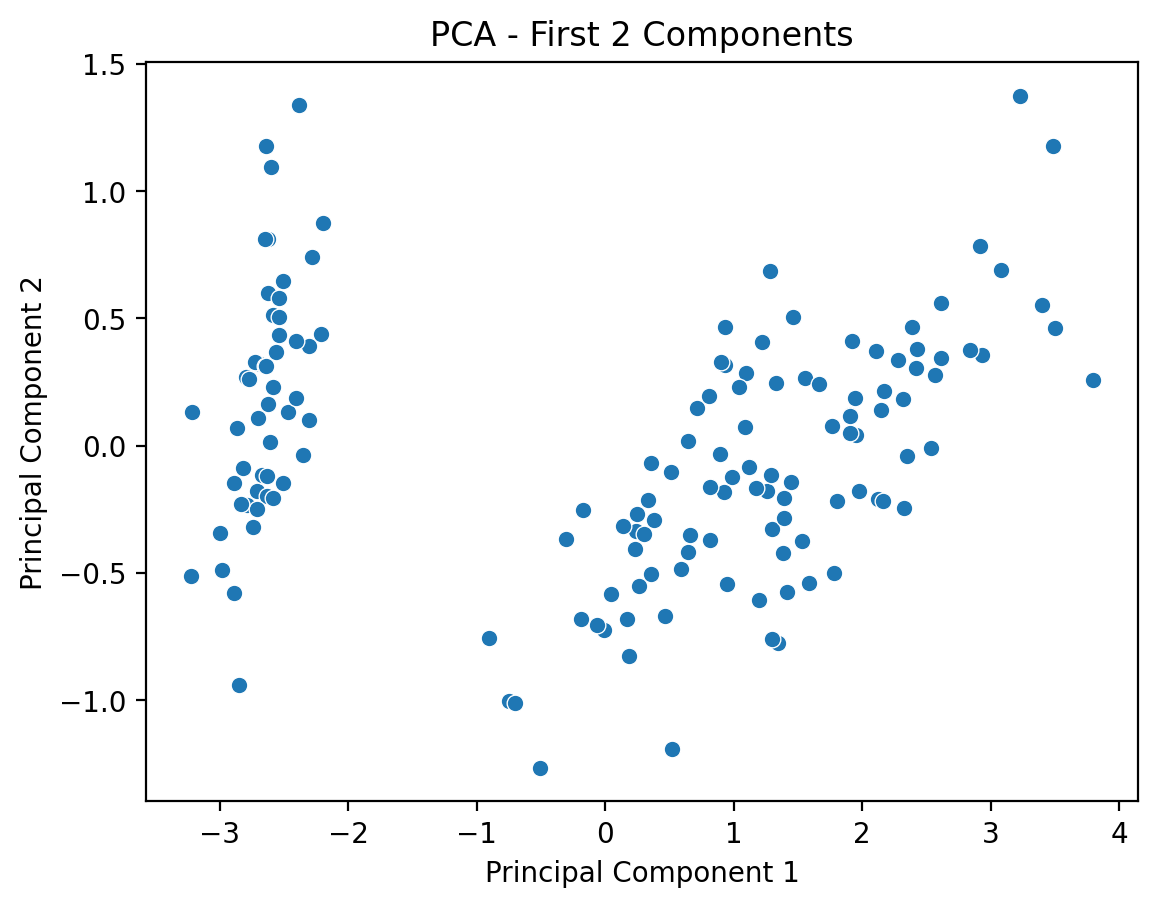 PCA - First 2 Components
1.5
1.0
0.5
0.0
−0.5
−1.0
Principal Component 2
−3 −2 −1 0 1 2 3 4
Principal Component 1